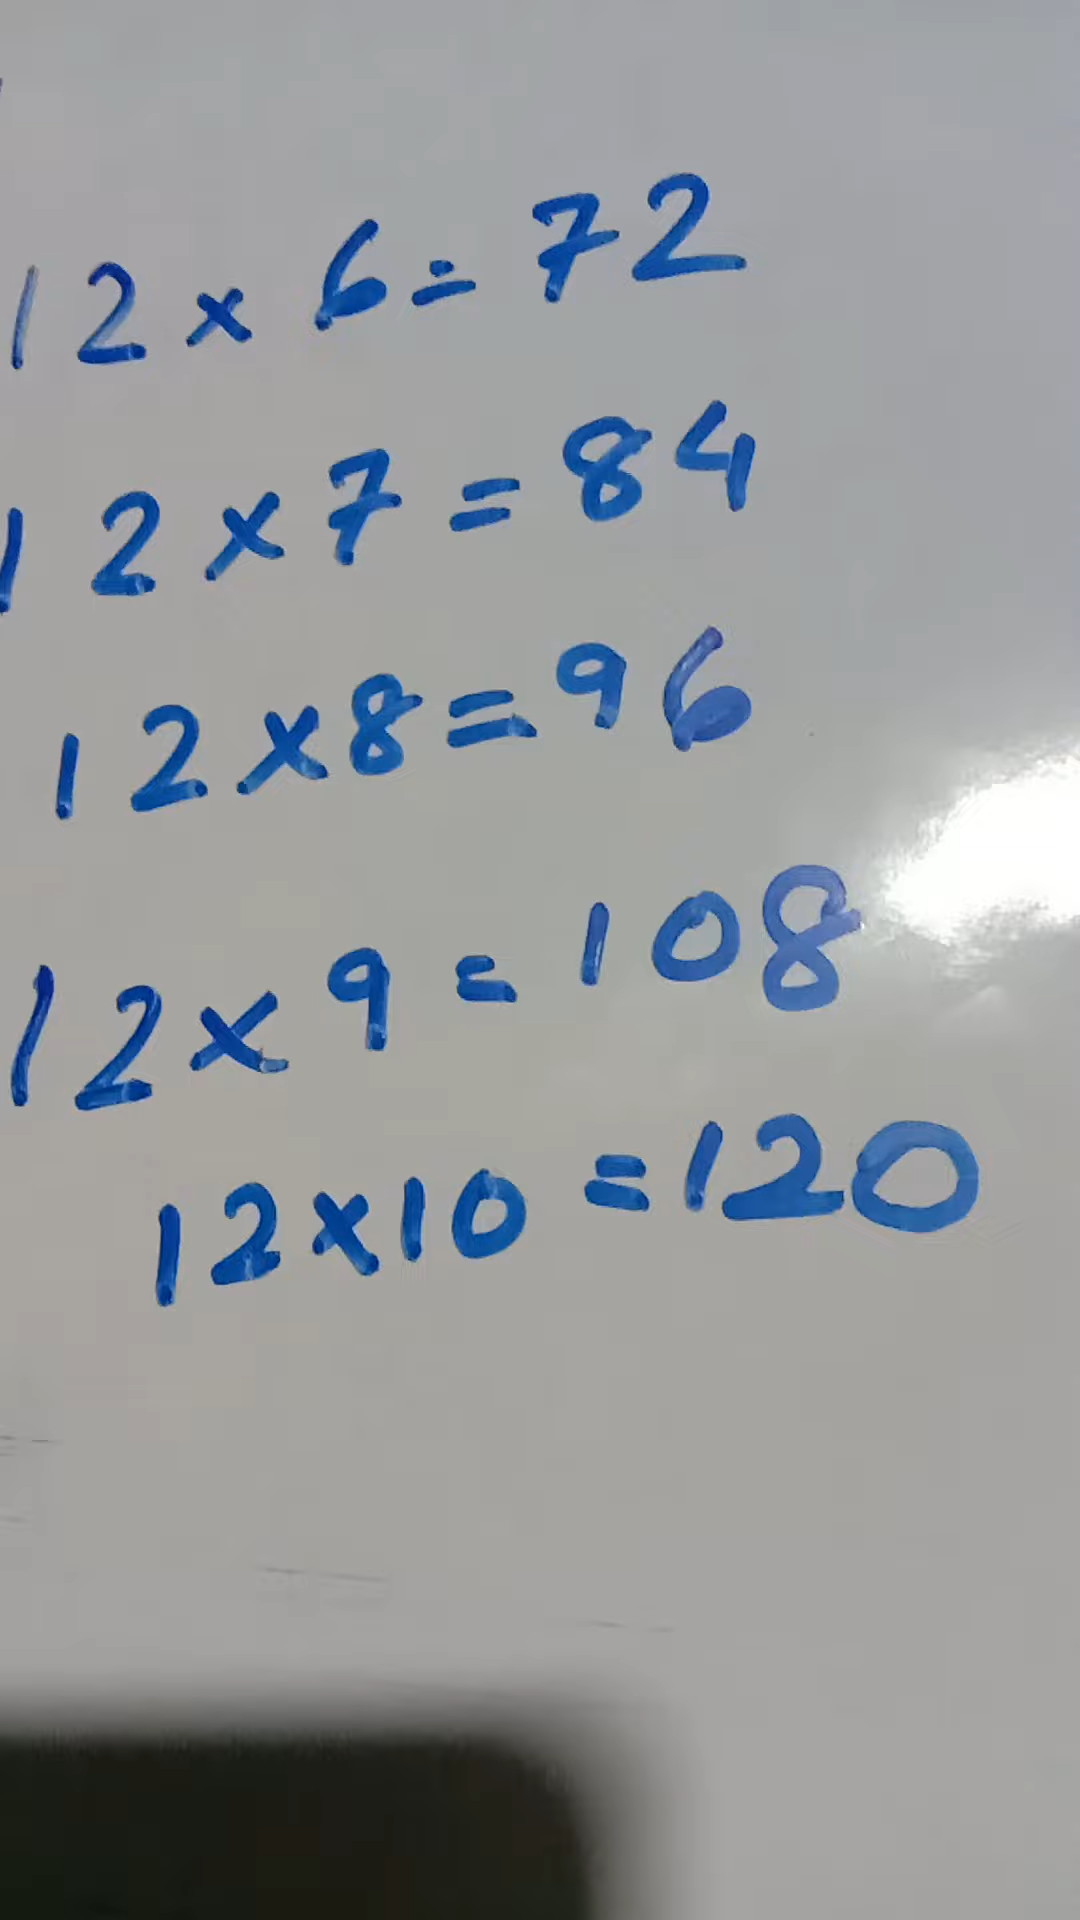 12 × 6 = 72
12 × 7 = 84
12 × 8 = 96
12 × 9 = 108
12 × 10 = 120